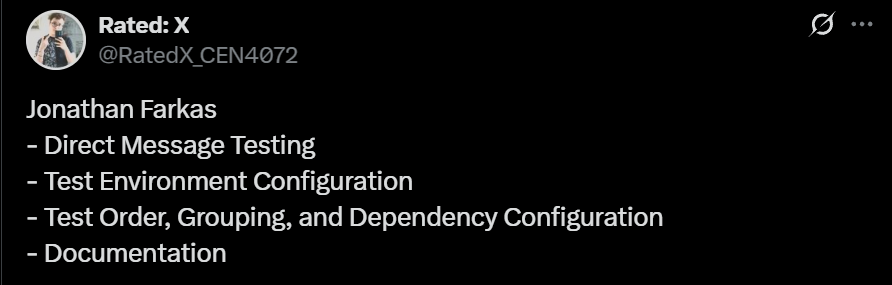 Rated: X
@RatedX_CEN4072
Jonathan Farkas
- Direct Message Testing
- Test Environment Configuration
- Test Order, Grouping, and Dependency Configuration
- Documentation